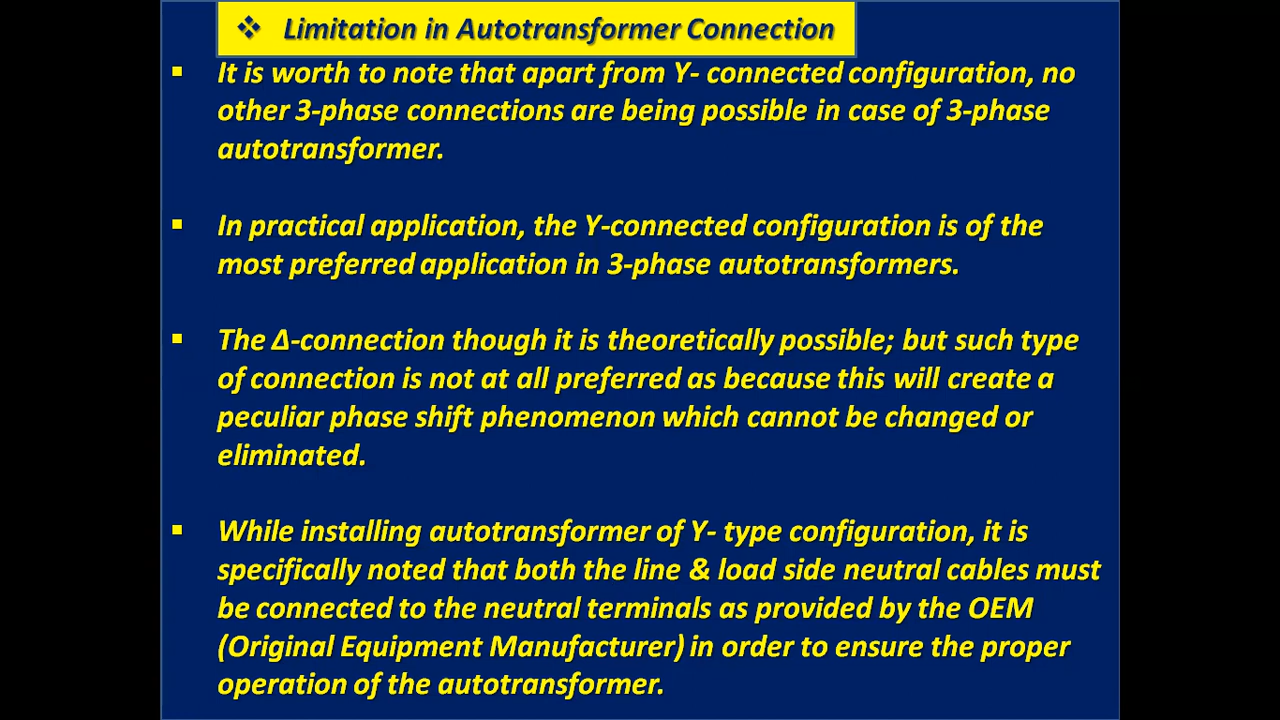 ❖ Limitation in Autotransformer Connection
▪ It is worth to note that apart from Y- connected configuration, no
other 3-phase connections are being possible in case of 3-phase
autotransformer.
▪ In practical application, the Y-connected configuration is of the
most preferred application in 3-phase autotransformers.
▪ The Δ-connection though it is theoretically possible; but such type
of connection is not at all preferred as because this will create a
peculiar phase shift phenomenon which cannot be changed or
eliminated.
▪ While installing autotransformer of Y- type configuration, it is
specifically noted that both the line & load side neutral cables must
be connected to the neutral terminals as provided by the OEM
(Original Equipment Manufacturer) in order to ensure the proper
operation of the autotransformer.